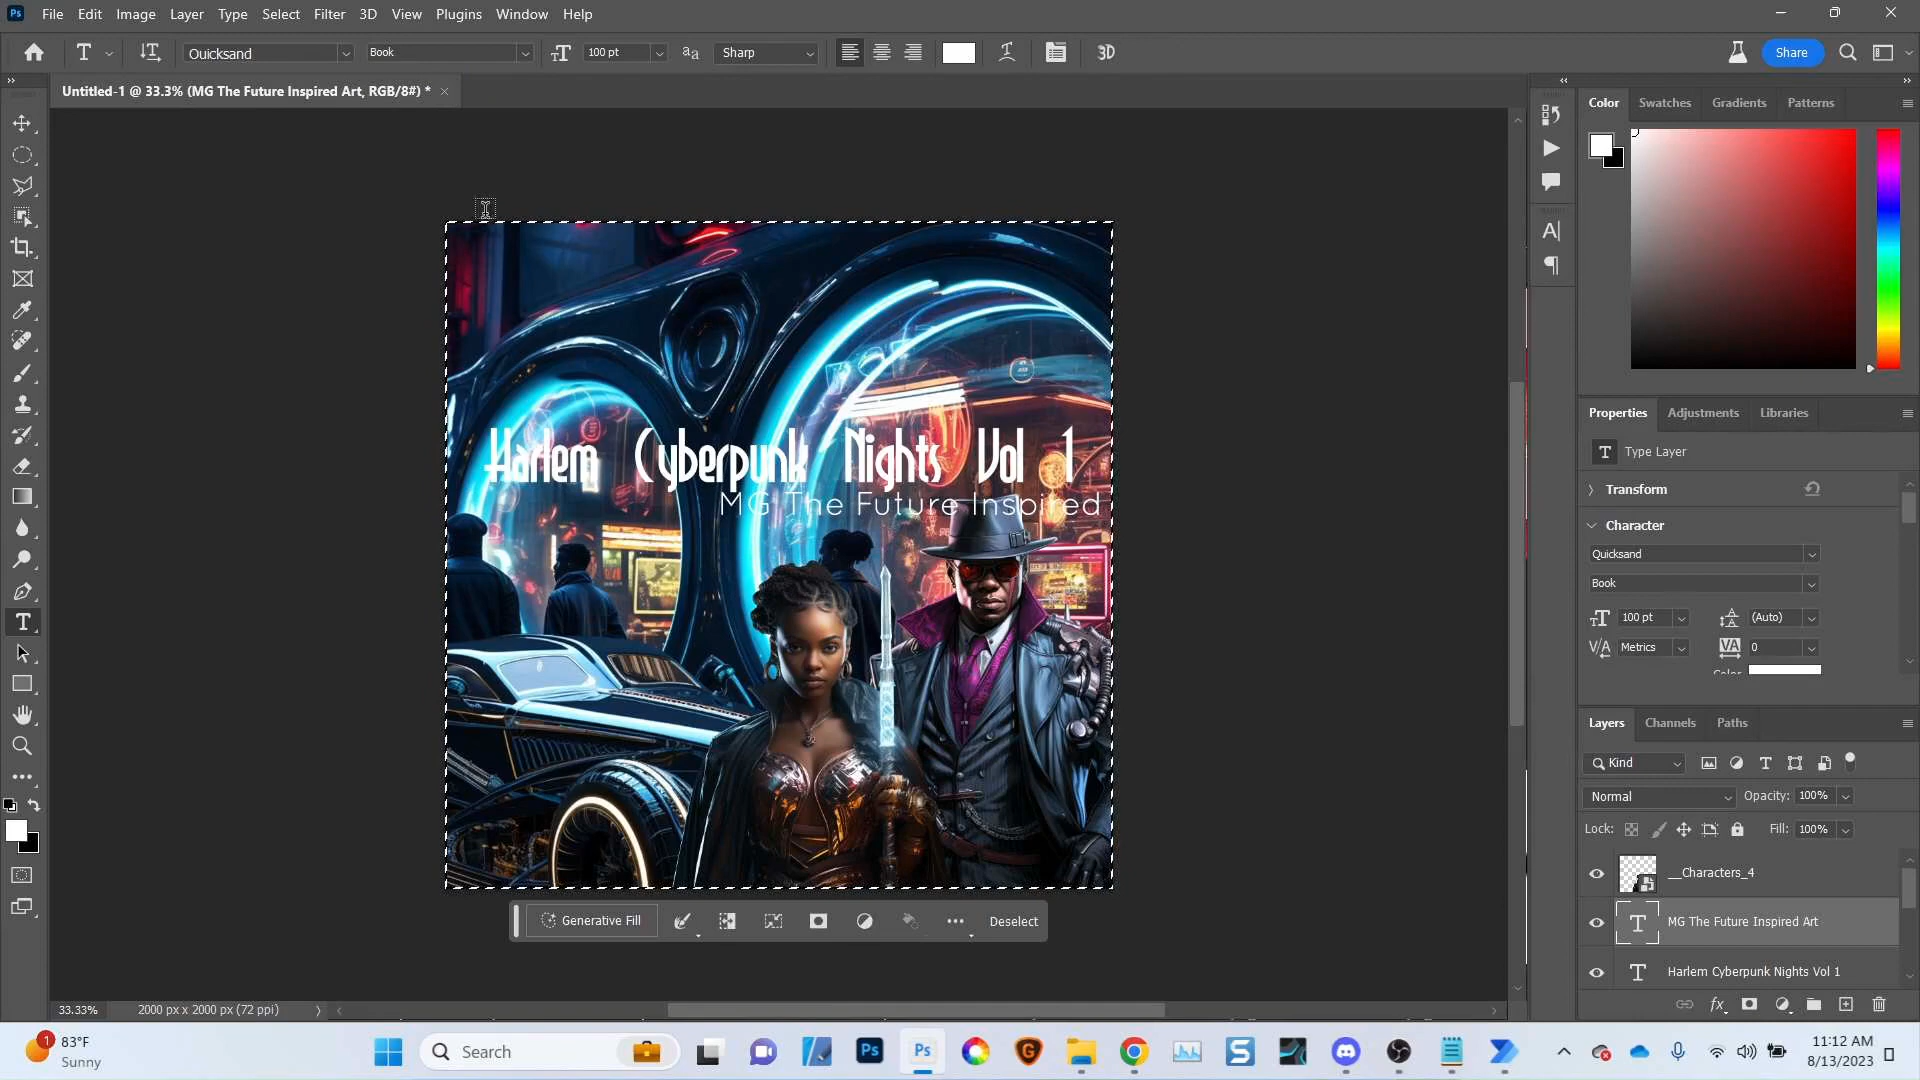 File Edit Image Layer Type Select Filter 3D View Plugins Window Help
Quicksand Book 100 pt aa Sharp 3D Share
Untitled-1 @ 33.3% (MG The Future Inspired Art, RGB/8#) *
Color Swatches Gradients Patterns
Harlem Cyberpunk Nights Vol 1
MG The Future Inspired
Generative Fill Deselect
Properties Adjustments Libraries
Type Layer
Transform
Character
Quicksand
Book
100 pt (Auto)
Metrics 0
Color
Layers Channels Paths
Kind
Normal Opacity: 100%
Lock: Fill: 100%
__Characters_4
MG The Future Inspired Art
Harlem Cyberpunk Nights Vol 1
33.33% 2000 px x 2000 px (72 ppi)
1 83°F
Sunny
Search
11:12 AM
8/13/2023